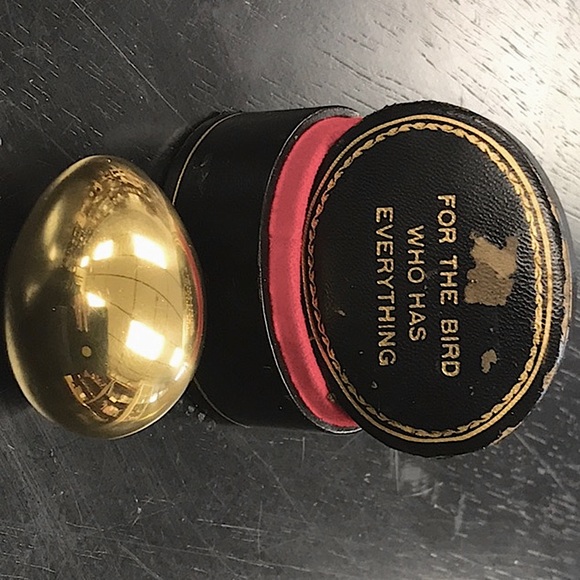 FOR THE BIRD
WHO HAS
EVERYTHING